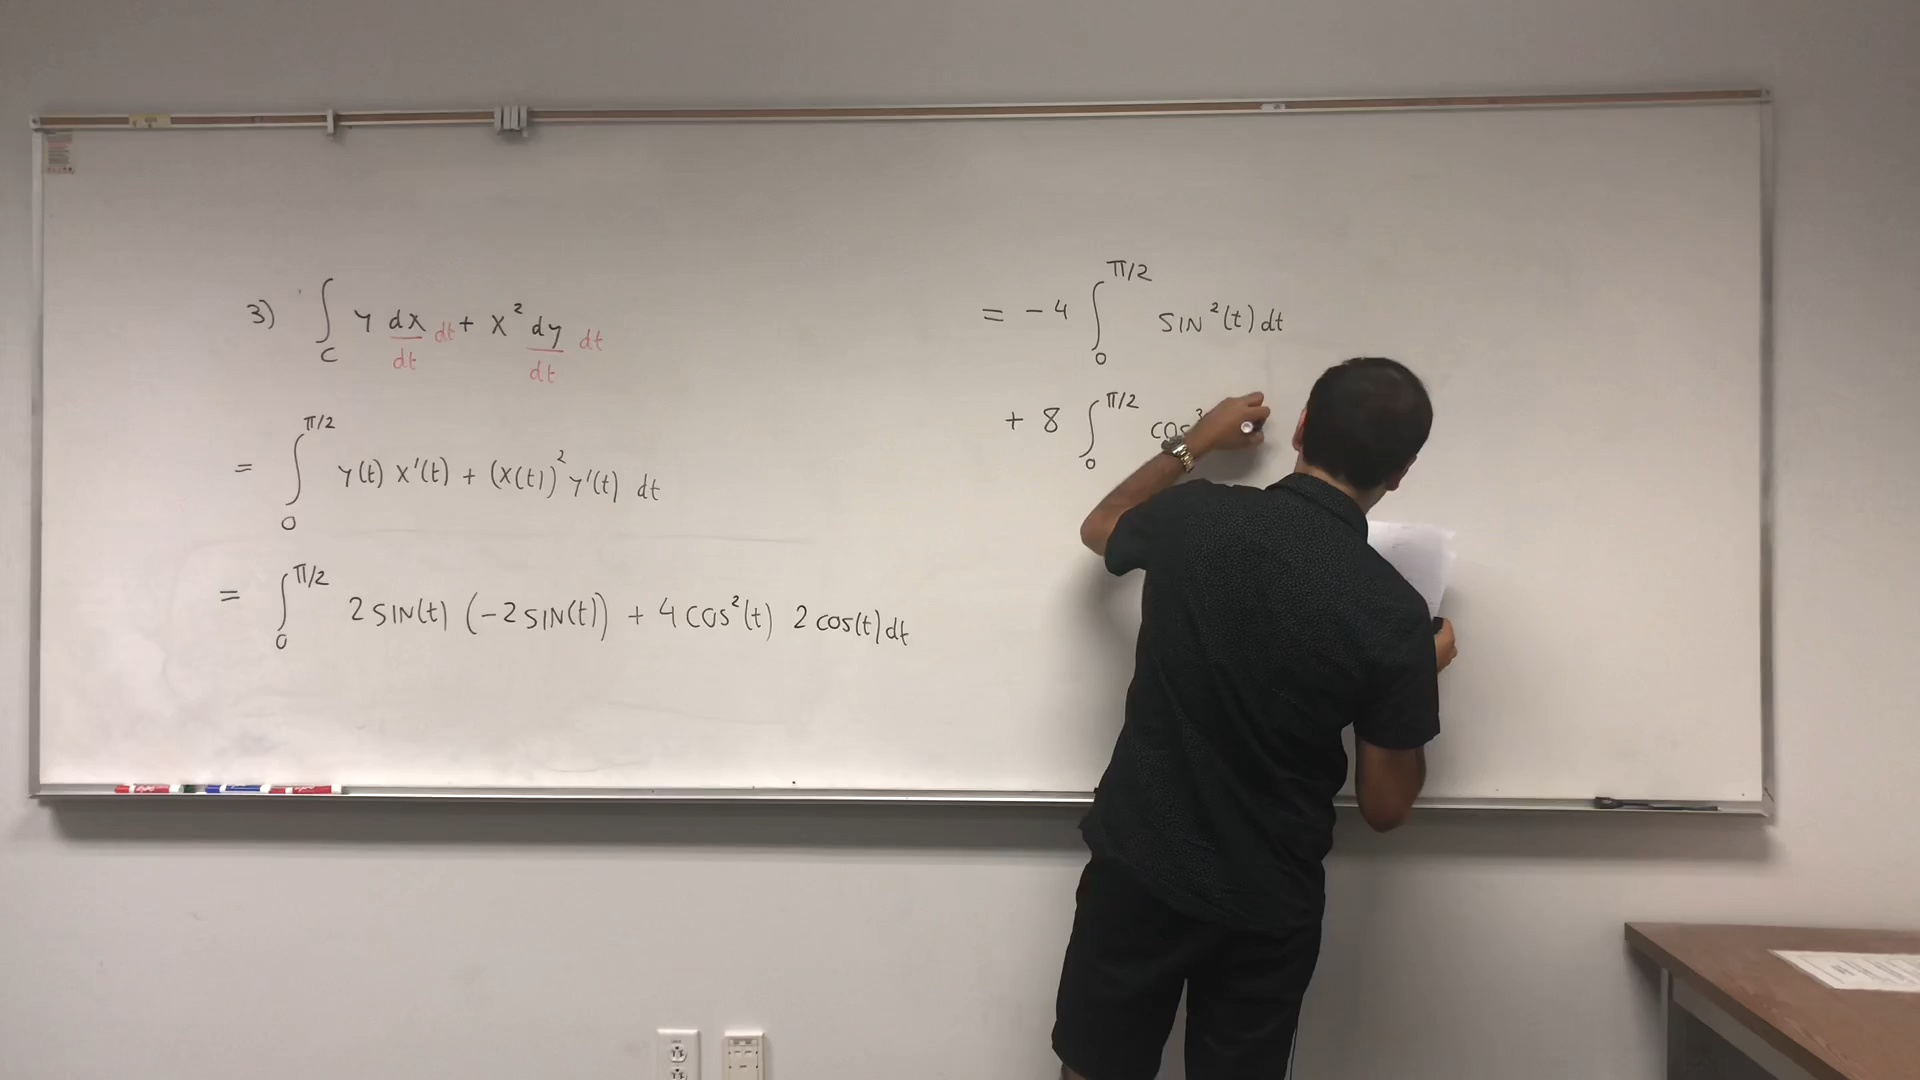 3) ∫_C y dx/dt dt + x² dy/dt dt
= ∫_0^{π/2} y(t) x'(t) + (x(t))² y'(t) dt
= ∫_0^{π/2} 2 SIN(t) (-2 SIN(t)) + 4 COS²(t) 2 COS(t) dt
= -4 ∫_0^{π/2} SIN²(t) dt
+ 8 ∫_0^{π/2} COS